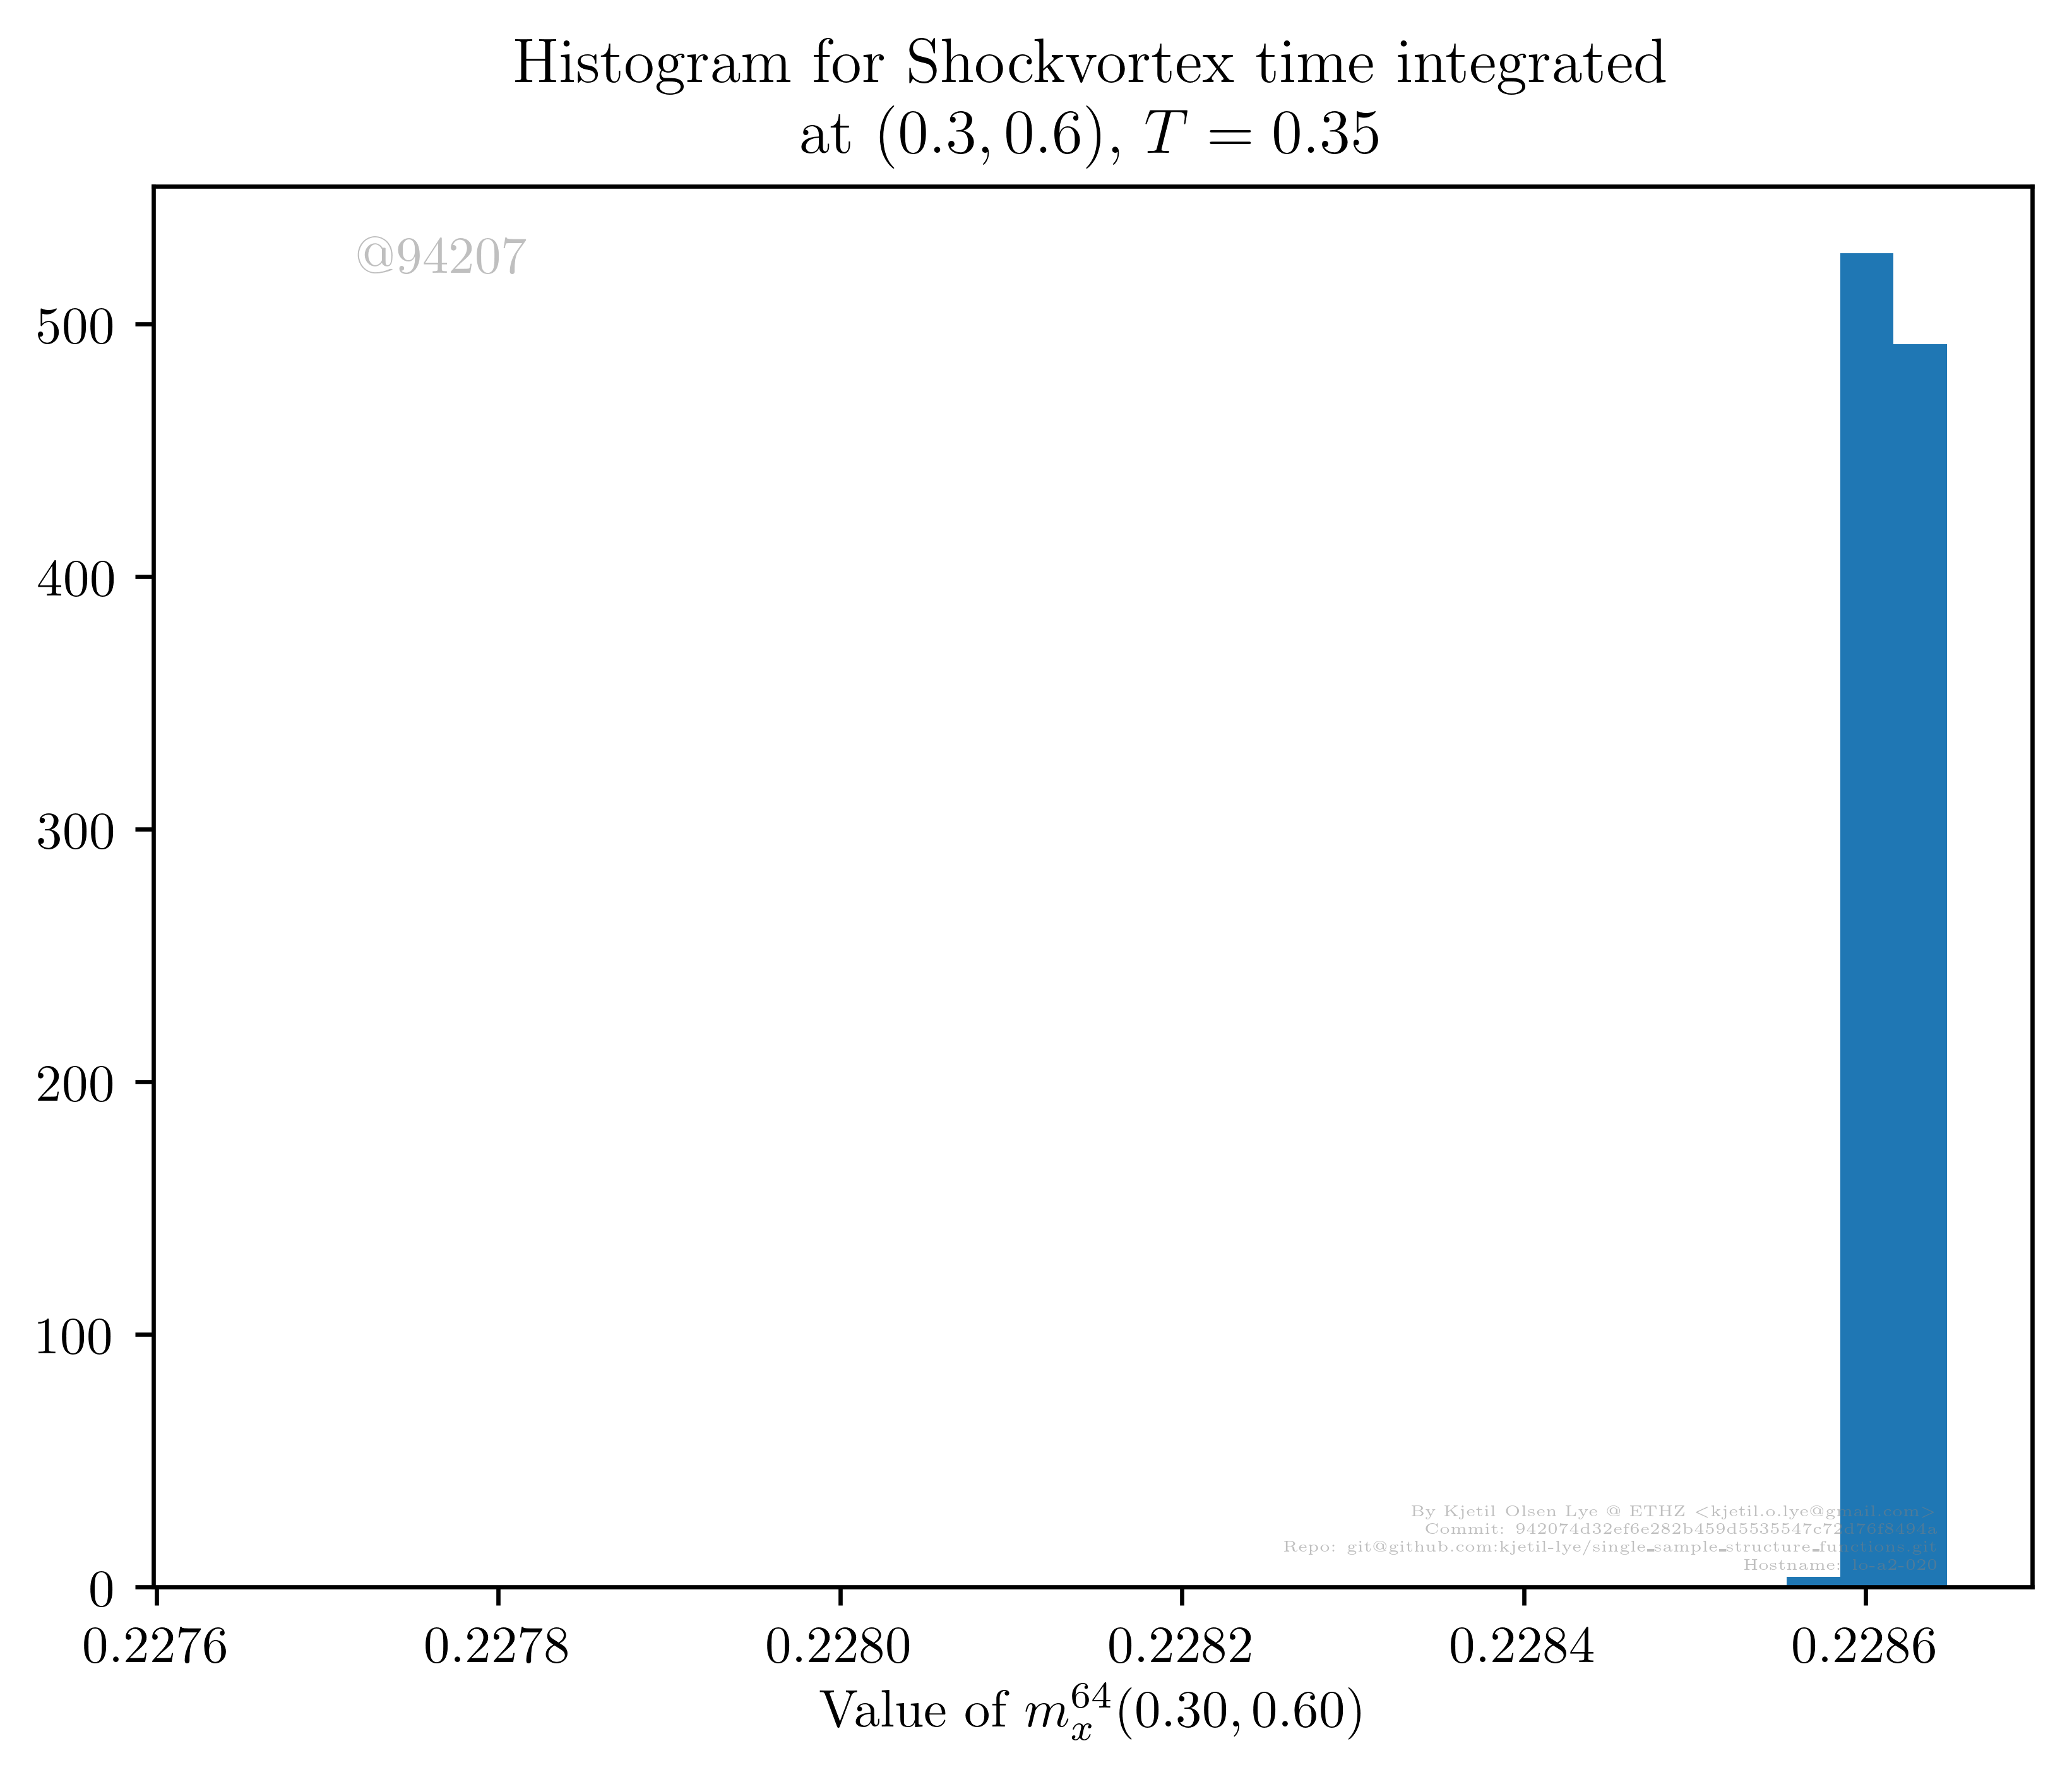 Histogram for Shockvortex time integrated
at (0.3, 0.6), T = 0.35
@94207
500
400
300
200
100
0
By Kjetil Olsen Lye @ ETHZ <kjetil.o.lye@gmail.com>
Commit: 942074d32ef6e282b459d5535547c72d76f8494a
Repo: git@github.com:kjetil-lye/single_sample_structure_functions.git
Hostname:
0.2276 0.2278 0.2280 0.2282 0.2284 0.2286
Value of m_x^{64}(0.30, 0.60)